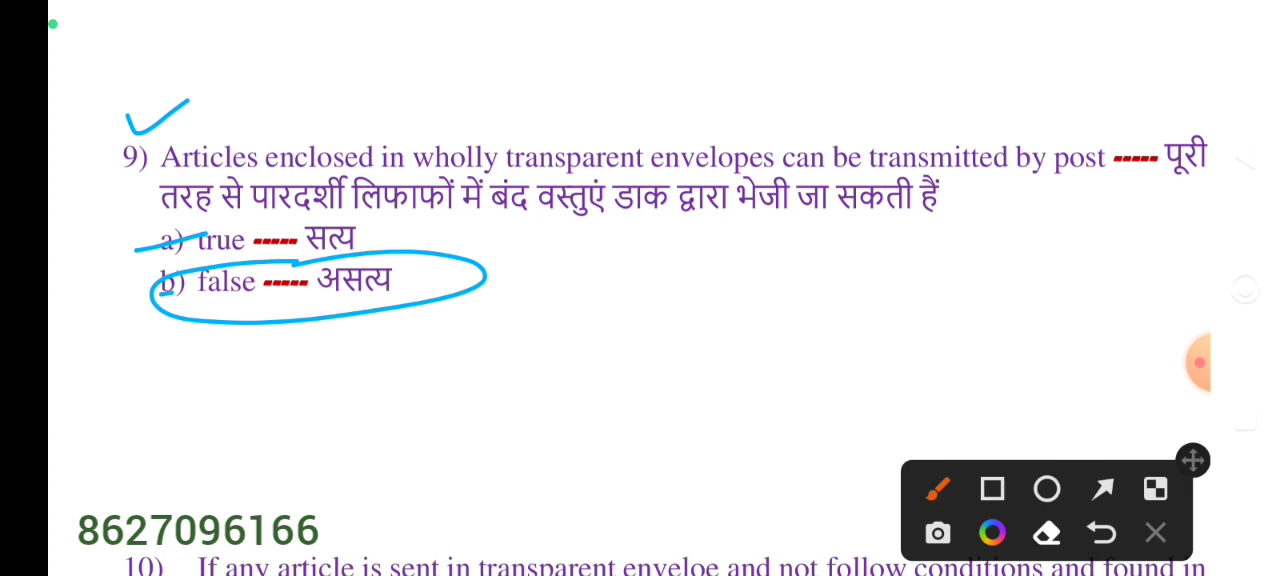 9) Articles enclosed in wholly transparent envelopes can be transmitted by post ----- पूरी
तरह से पारदर्शी लिफाफों में बंद वस्तुएं डाक द्वारा भेजी जा सकती हैं
a) true ----- सत्य
b) false ----- असत्य
8627096166
10) If any article is sent in transparent enveloe and not follow conditions and found in